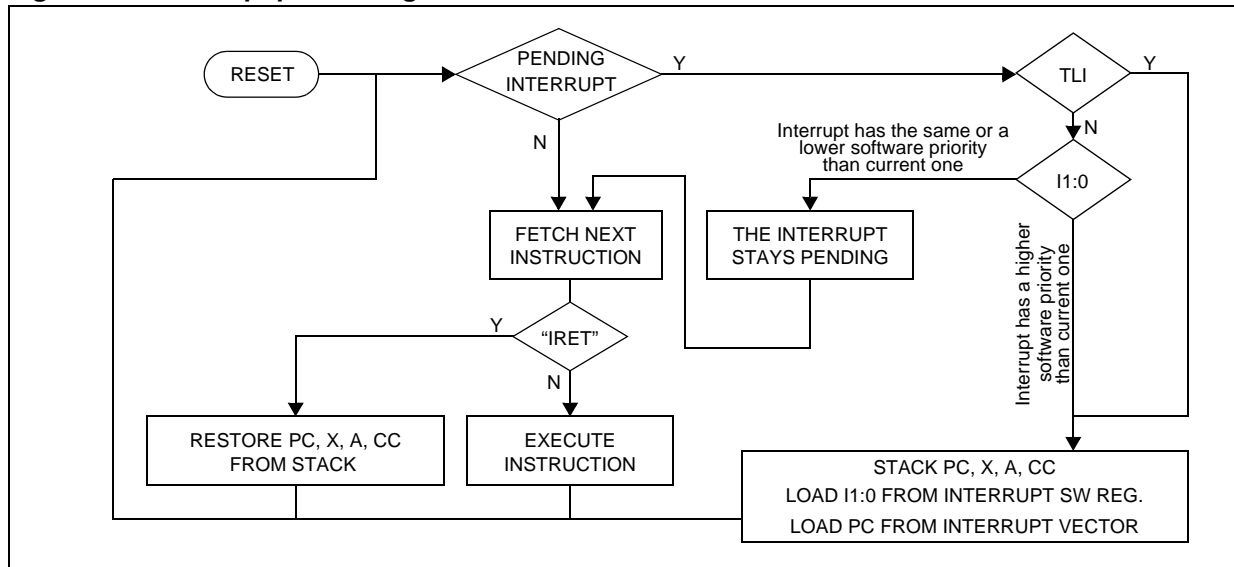 RESET
PENDING
INTERRUPT
Y
TLI
Y
N
N
Interrupt has the same or a
lower software priority
than current one
I1:0
FETCH NEXT
INSTRUCTION
THE INTERRUPT
STAYS PENDING
Interrupt has a higher
software priority
than current one
Y
“IRET”
N
RESTORE PC, X, A, CC
FROM STACK
EXECUTE
INSTRUCTION
STACK PC, X, A, CC
LOAD I1:0 FROM INTERRUPT SW REG.
LOAD PC FROM INTERRUPT VECTOR